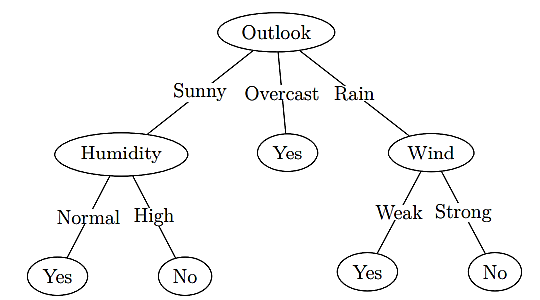 Outlook
Sunny Overcast Rain
Humidity Yes Wind
Normal High Weak Strong
Yes No Yes No